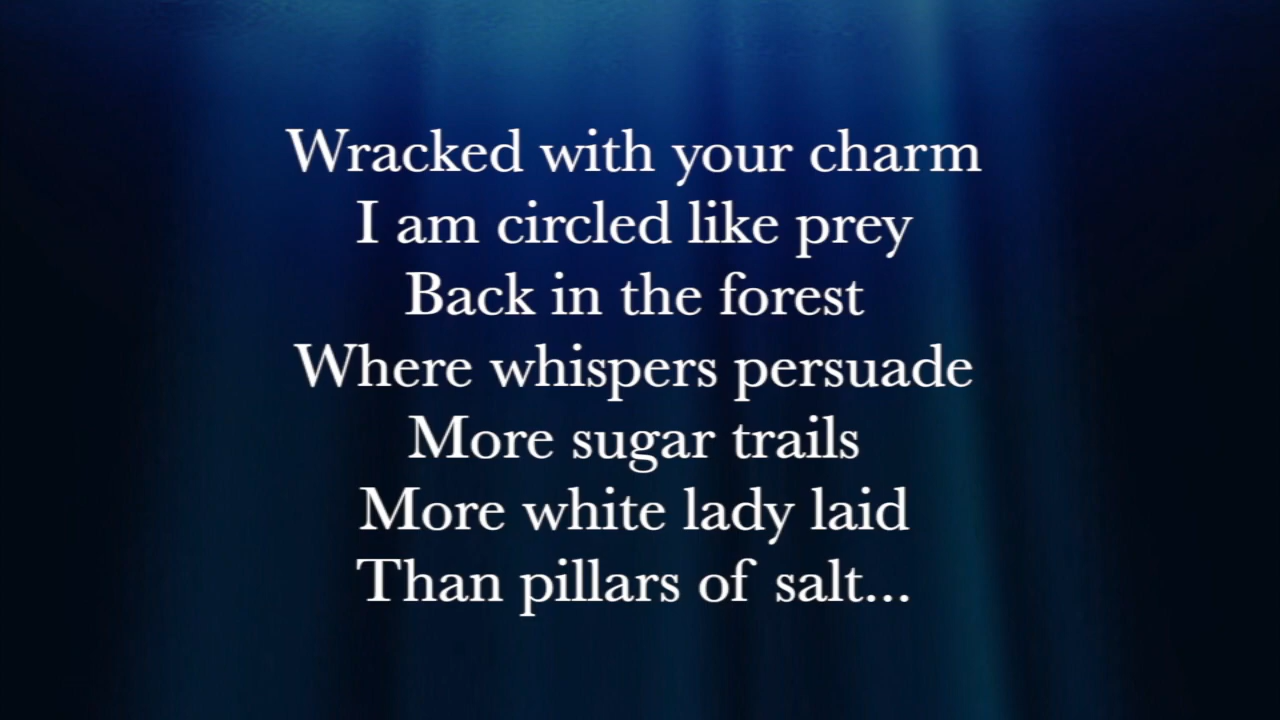 Wracked with your charm
I am circled like prey
Back in the forest
Where whispers persuade
More sugar trails
More white lady laid
Than pillars of salt...